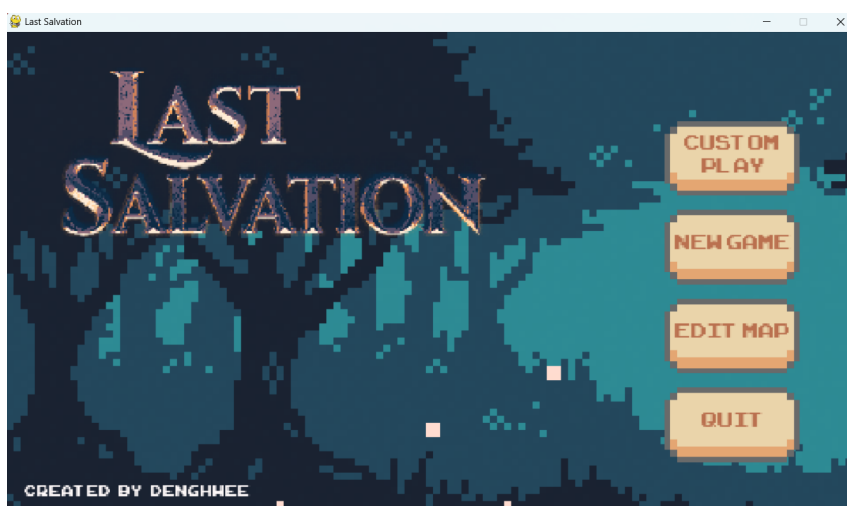 Last Salvation
LAST
SALVATION
CUSTOM
PLAY
NEW GAME
EDIT MAP
QUIT
CREATED BY DENGHWEE